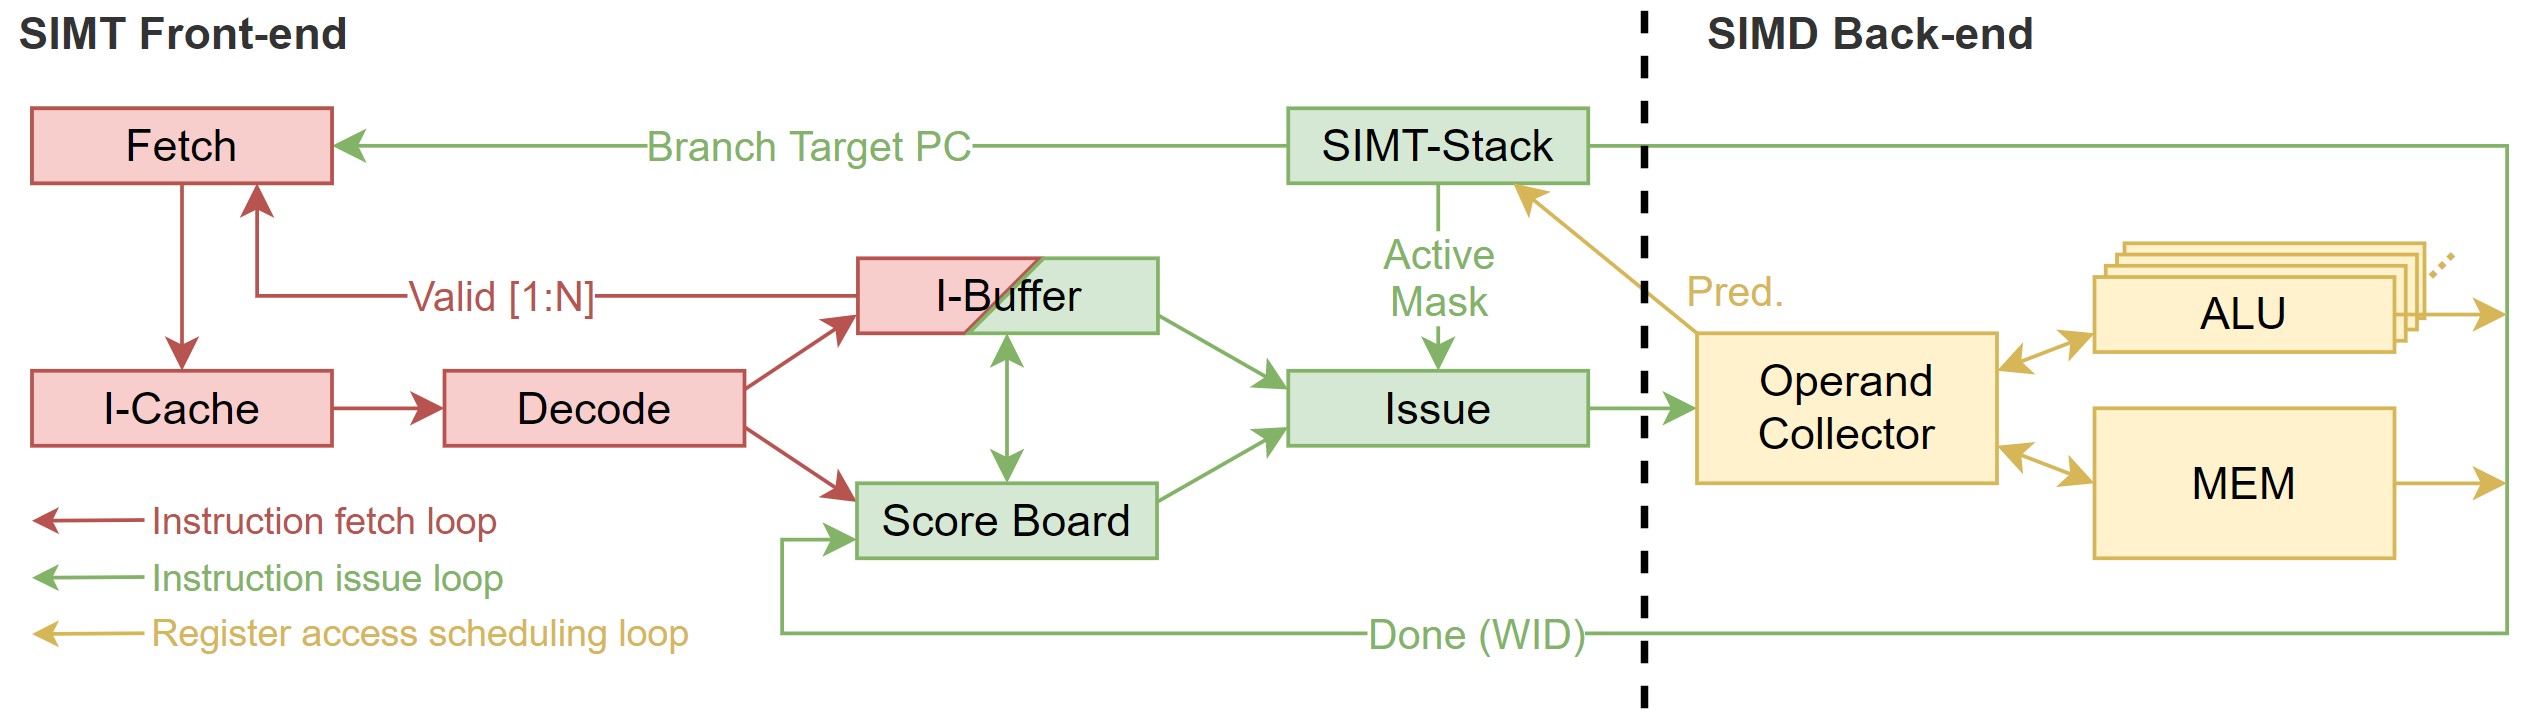 SIMT Front-end
SIMD Back-end
Fetch
Branch Target PC
SIMT-Stack
Valid [1:N]
I-Buffer
Active
Mask
Pred.
ALU
I-Cache
Decode
Issue
Operand
Collector
MEM
Score Board
Instruction fetch loop
Instruction issue loop
Register access scheduling loop
Done (WID)